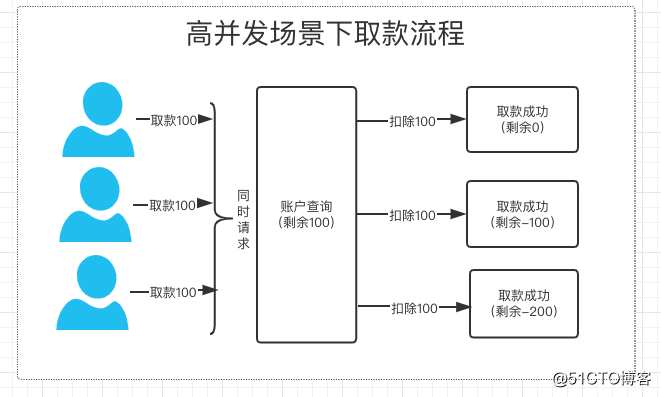 高并发场景下取款流程
取款100
取款100
取款100
同
时
请
求
账户查询
(剩余100)
扣除100
扣除100
扣除100
取款成功
(剩余0)
取款成功
(剩余-100)
取款成功
(剩余-200)
@51CTO博客